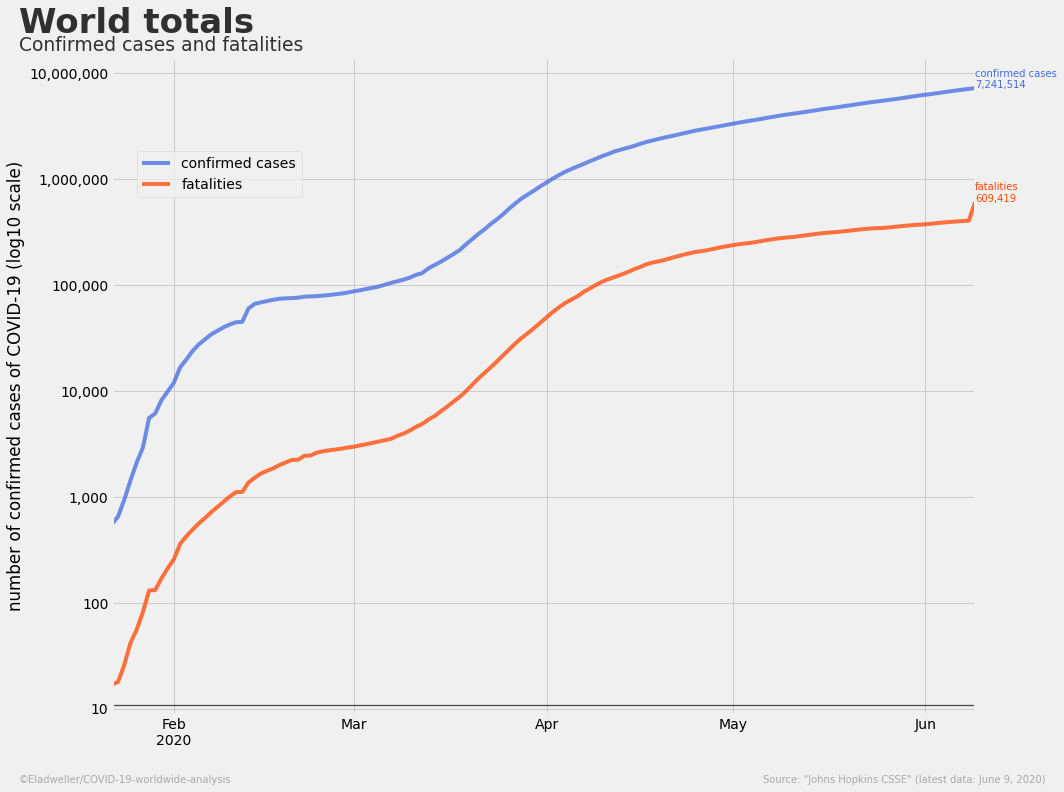 World totals
Confirmed cases and fatalities
10,000,000
1,000,000
100,000
10,000
1,000
100
10
number of confirmed cases of COVID-19 (log10 scale)
confirmed cases
fatalities
confirmed cases
7,241,514
fatalities
609,419
Feb
2020
Mar
Apr
May
Jun
©Eladweller/COVID-19-worldwide-analysis
Source: "Johns Hopkins CSSE" (latest data: June 9, 2020)